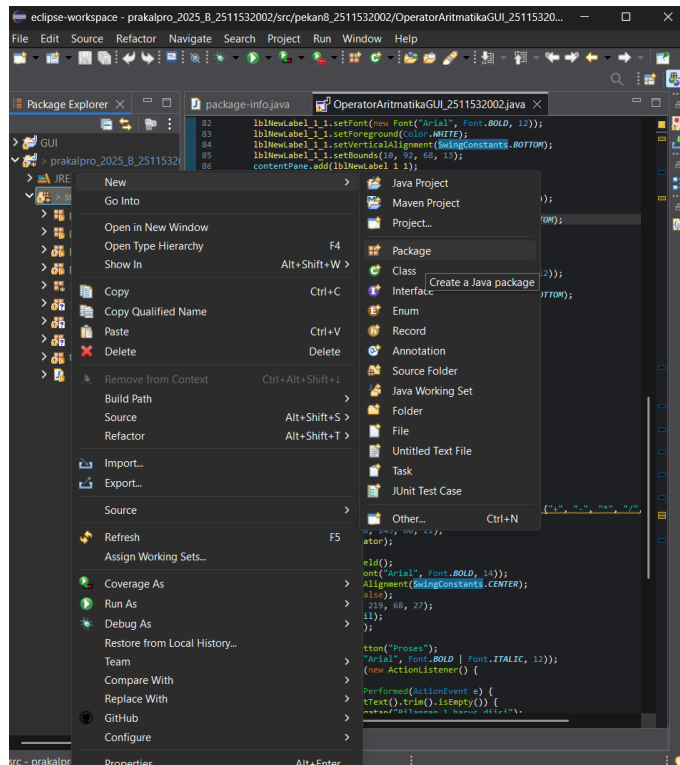 eclipse-workspace - prakalpro_2025_B_2511532002/src/pekan8_2511532002/OperatorAritmatikaGUI_25115320...
File Edit Source Refactor Navigate Search Project Run Window Help
Package Explorer
package-info.java
OperatorAritmatikaGUI_2511532002.java
GUI
> prakalpro_2025_B_2511532
JRE
82 lblNewLabel_1_1.setFont(new Font("Arial", Font.BOLD, 12));
83 lblNewLabel_1_1.setForeground(Color.WHITE);
84 lblNewLabel_1_1.setVerticalAlignment(SwingConstants.BOTTOM);
85 lblNewLabel_1_1.setBounds(10, 92, 68, 13);
86 contentPane.add(lblNewLabel_1_1);
New
Go Into
Open in New Window
Open Type Hierarchy F4
Show In Alt+Shift+W >
Copy Ctrl+C
Copy Qualified Name
Paste Ctrl+V
Delete Delete
Remove from Context Ctrl+Alt+Shift+↓
Build Path
Source Alt+Shift+S >
Refactor Alt+Shift+T >
Import...
Export...
Source
Refresh F5
Assign Working Sets...
Coverage As
Run As
Debug As
Restore from Local History...
Team
Compare With
Replace With
GitHub
Configure
Properties Alt+Enter
Java Project
Maven Project
Project...
Package
Class
Create a Java package
Interface
Enum
Record
Annotation
Source Folder
Java Working Set
Folder
File
Untitled Text File
Task
JUnit Test Case
Other... Ctrl+N
);
TOM);
12));
OTTOM);
{"+", "-", "*", "/",
ator);
eld();
ont("Arial", Font.BOLD, 14));
Alignment(SwingConstants.CENTER);
alse);
219, 68, 27);
il);
);
tton("Proses");
"Arial", Font.BOLD | Font.ITALIC, 12));
(new ActionListener() {
Performed(ActionEvent e) {
tText().trim().isEmpty()) {
src - prakalpr